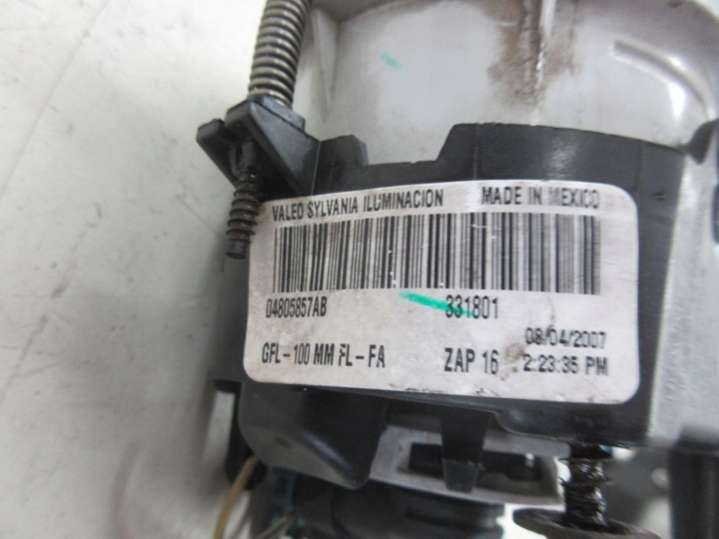 VALEO SYLVANIA ILUMINACION MADE IN MEXICO
04805857AB 331801
08/04/2007
GFL-100 MM FL-FA ZAP 16 2:23:35 PM